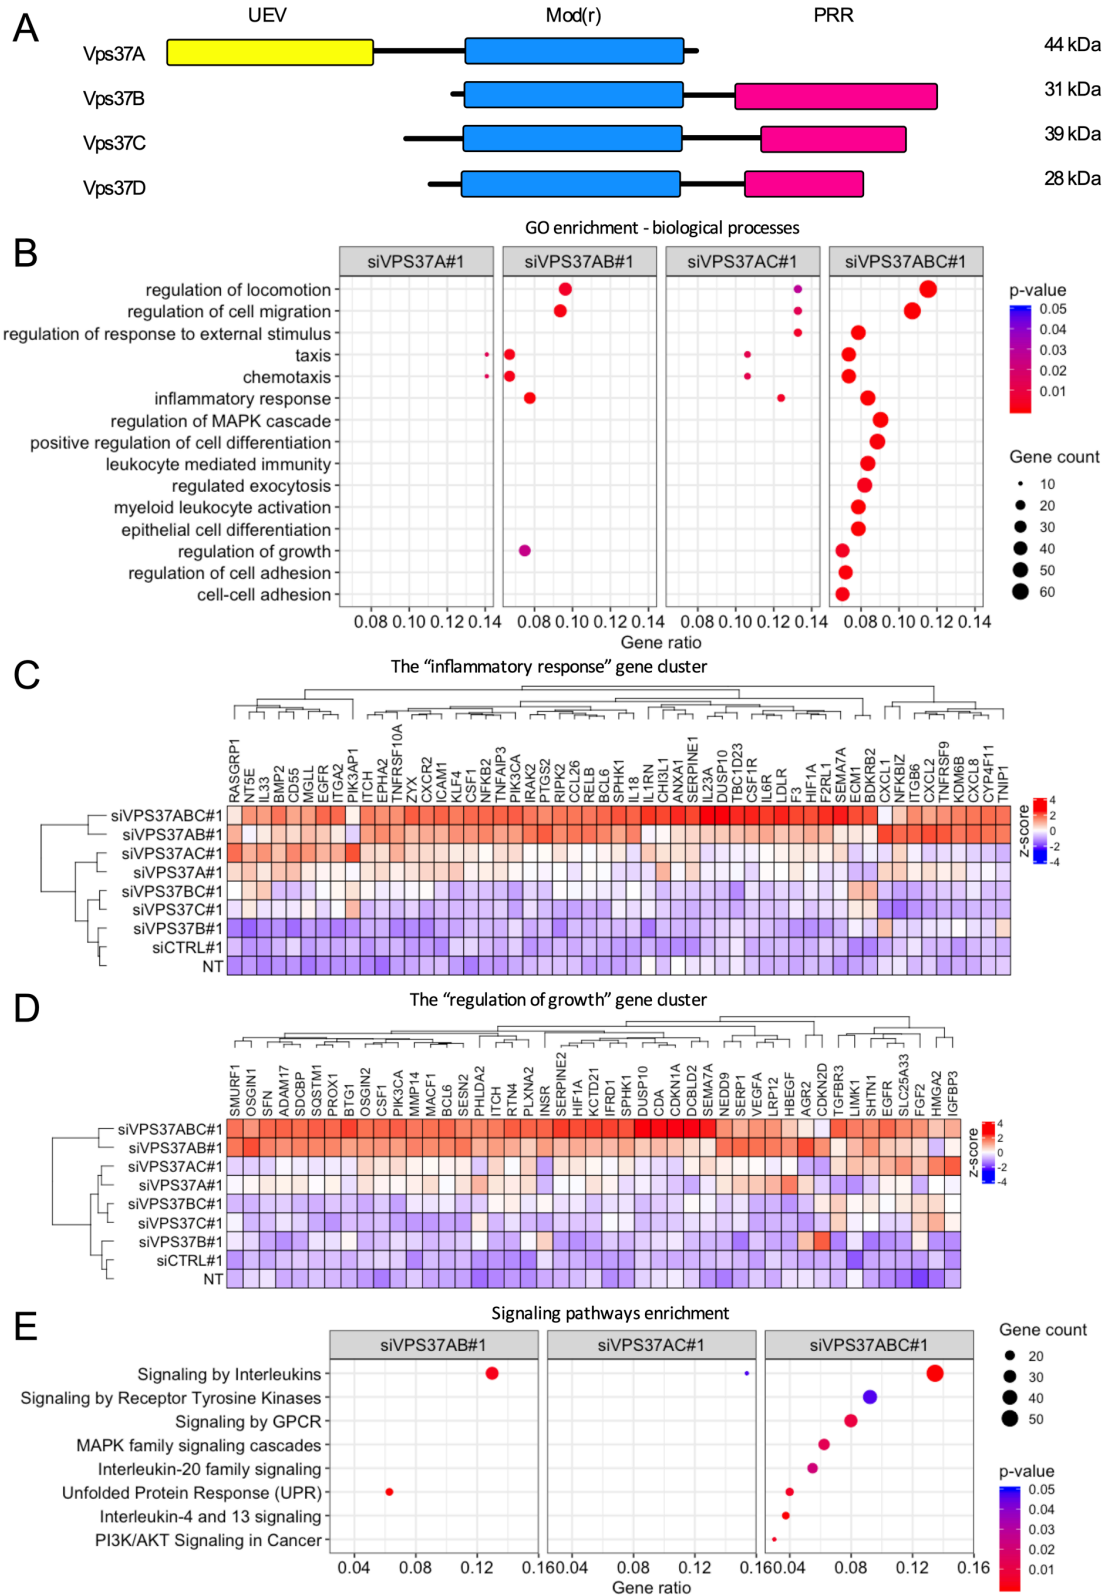 A
UEV Mod(r) PRR
Vps37A 44 kDa
Vps37B 31 kDa
Vps37C 39 kDa
Vps37D 28 kDa
B
GO enrichment - biological processes
siVPS37A#1 siVPS37AB#1 siVPS37AC#1 siVPS37ABC#1
regulation of locomotion
regulation of cell migration
regulation of response to external stimulus
taxis
chemotaxis
inflammatory response
regulation of MAPK cascade
positive regulation of cell differentiation
leukocyte mediated immunity
regulated exocytosis
myeloid leukocyte activation
epithelial cell differentiation
regulation of growth
regulation of cell adhesion
cell-cell adhesion
0.08 0.10 0.12 0.14 0.08 0.10 0.12 0.14 0.08 0.10 0.12 0.14 0.08 0.10 0.12 0.14
Gene ratio
p-value
0.05
0.04
0.03
0.02
0.01
Gene count
10
20
30
40
50
60
C
The “inflammatory response” gene cluster
RASGRP1 NT5E IL33 BMP2 CD55 MGLL EGFR ITGA2 PIK3AP1 ITCH EPHA2 TNFRSF10A ZYX CXCR2 ICAM1 KLF4 CSF1 NFKB2 TNFAIP3 PIK3CA IRAK2 PTGS2 RIPK2 CCL26 RELB BCL6 SPHK1 IL18 IL1RN CHI3L1 ANXA1 SERPINE1 IL23A DUSP10 TBC1D23 CSF1R IL6R LDLR F3 HIF1A F2RL1 SEMA7A ECM1 BDKRB2 CXCL1 NFKBIZ ITGB6 CXCL2 TNFRSF9 KDM6B CXCL8 CYP4F11 TNIP1
siVPS37ABC#1
siVPS37AB#1
siVPS37AC#1
siVPS37A#1
siVPS37BC#1
siVPS37C#1
siVPS37B#1
siCTRL#1
NT
z-score
4
2
0
-2
-4
D
The “regulation of growth” gene cluster
SMURF1 OSGIN1 SFN ADAM17 SDCBP SQSTM1 PROX1 BTG1 OSGIN2 CSF1 PIK3CA MMP14 MACF1 BCL6 SESN2 PHLDA2 ITCH RTN4 PLXNA2 INSR SERPINE2 HIF1A KCTD21 IFRD1 SPHK1 DUSP10 CDA CDKN1A DCBLD2 SEMA7A NEDD9 SERP1 VEGFA LRP12 HBEGF AGR2 CDKN2D TGFBR3 LIMK1 SHTN1 EGFR SLC25A33 FGF2 HMGA2 IGFBP3
siVPS37ABC#1
siVPS37AB#1
siVPS37AC#1
siVPS37A#1
siVPS37BC#1
siVPS37C#1
siVPS37B#1
siCTRL#1
NT
z-score
4
2
0
-2
-4
E
Signaling pathways enrichment
siVPS37AB#1 siVPS37AC#1 siVPS37ABC#1
Signaling by Interleukins
Signaling by Receptor Tyrosine Kinases
Signaling by GPCR
MAPK family signaling cascades
Interleukin-20 family signaling
Unfolded Protein Response (UPR)
Interleukin-4 and 13 signaling
PI3K/AKT Signaling in Cancer
0.04 0.08 0.12 0.16 0.04 0.08 0.12 0.16 0.04 0.08 0.12 0.16
Gene ratio
Gene count
20
30
40
50
p-value
0.05
0.04
0.03
0.02
0.01